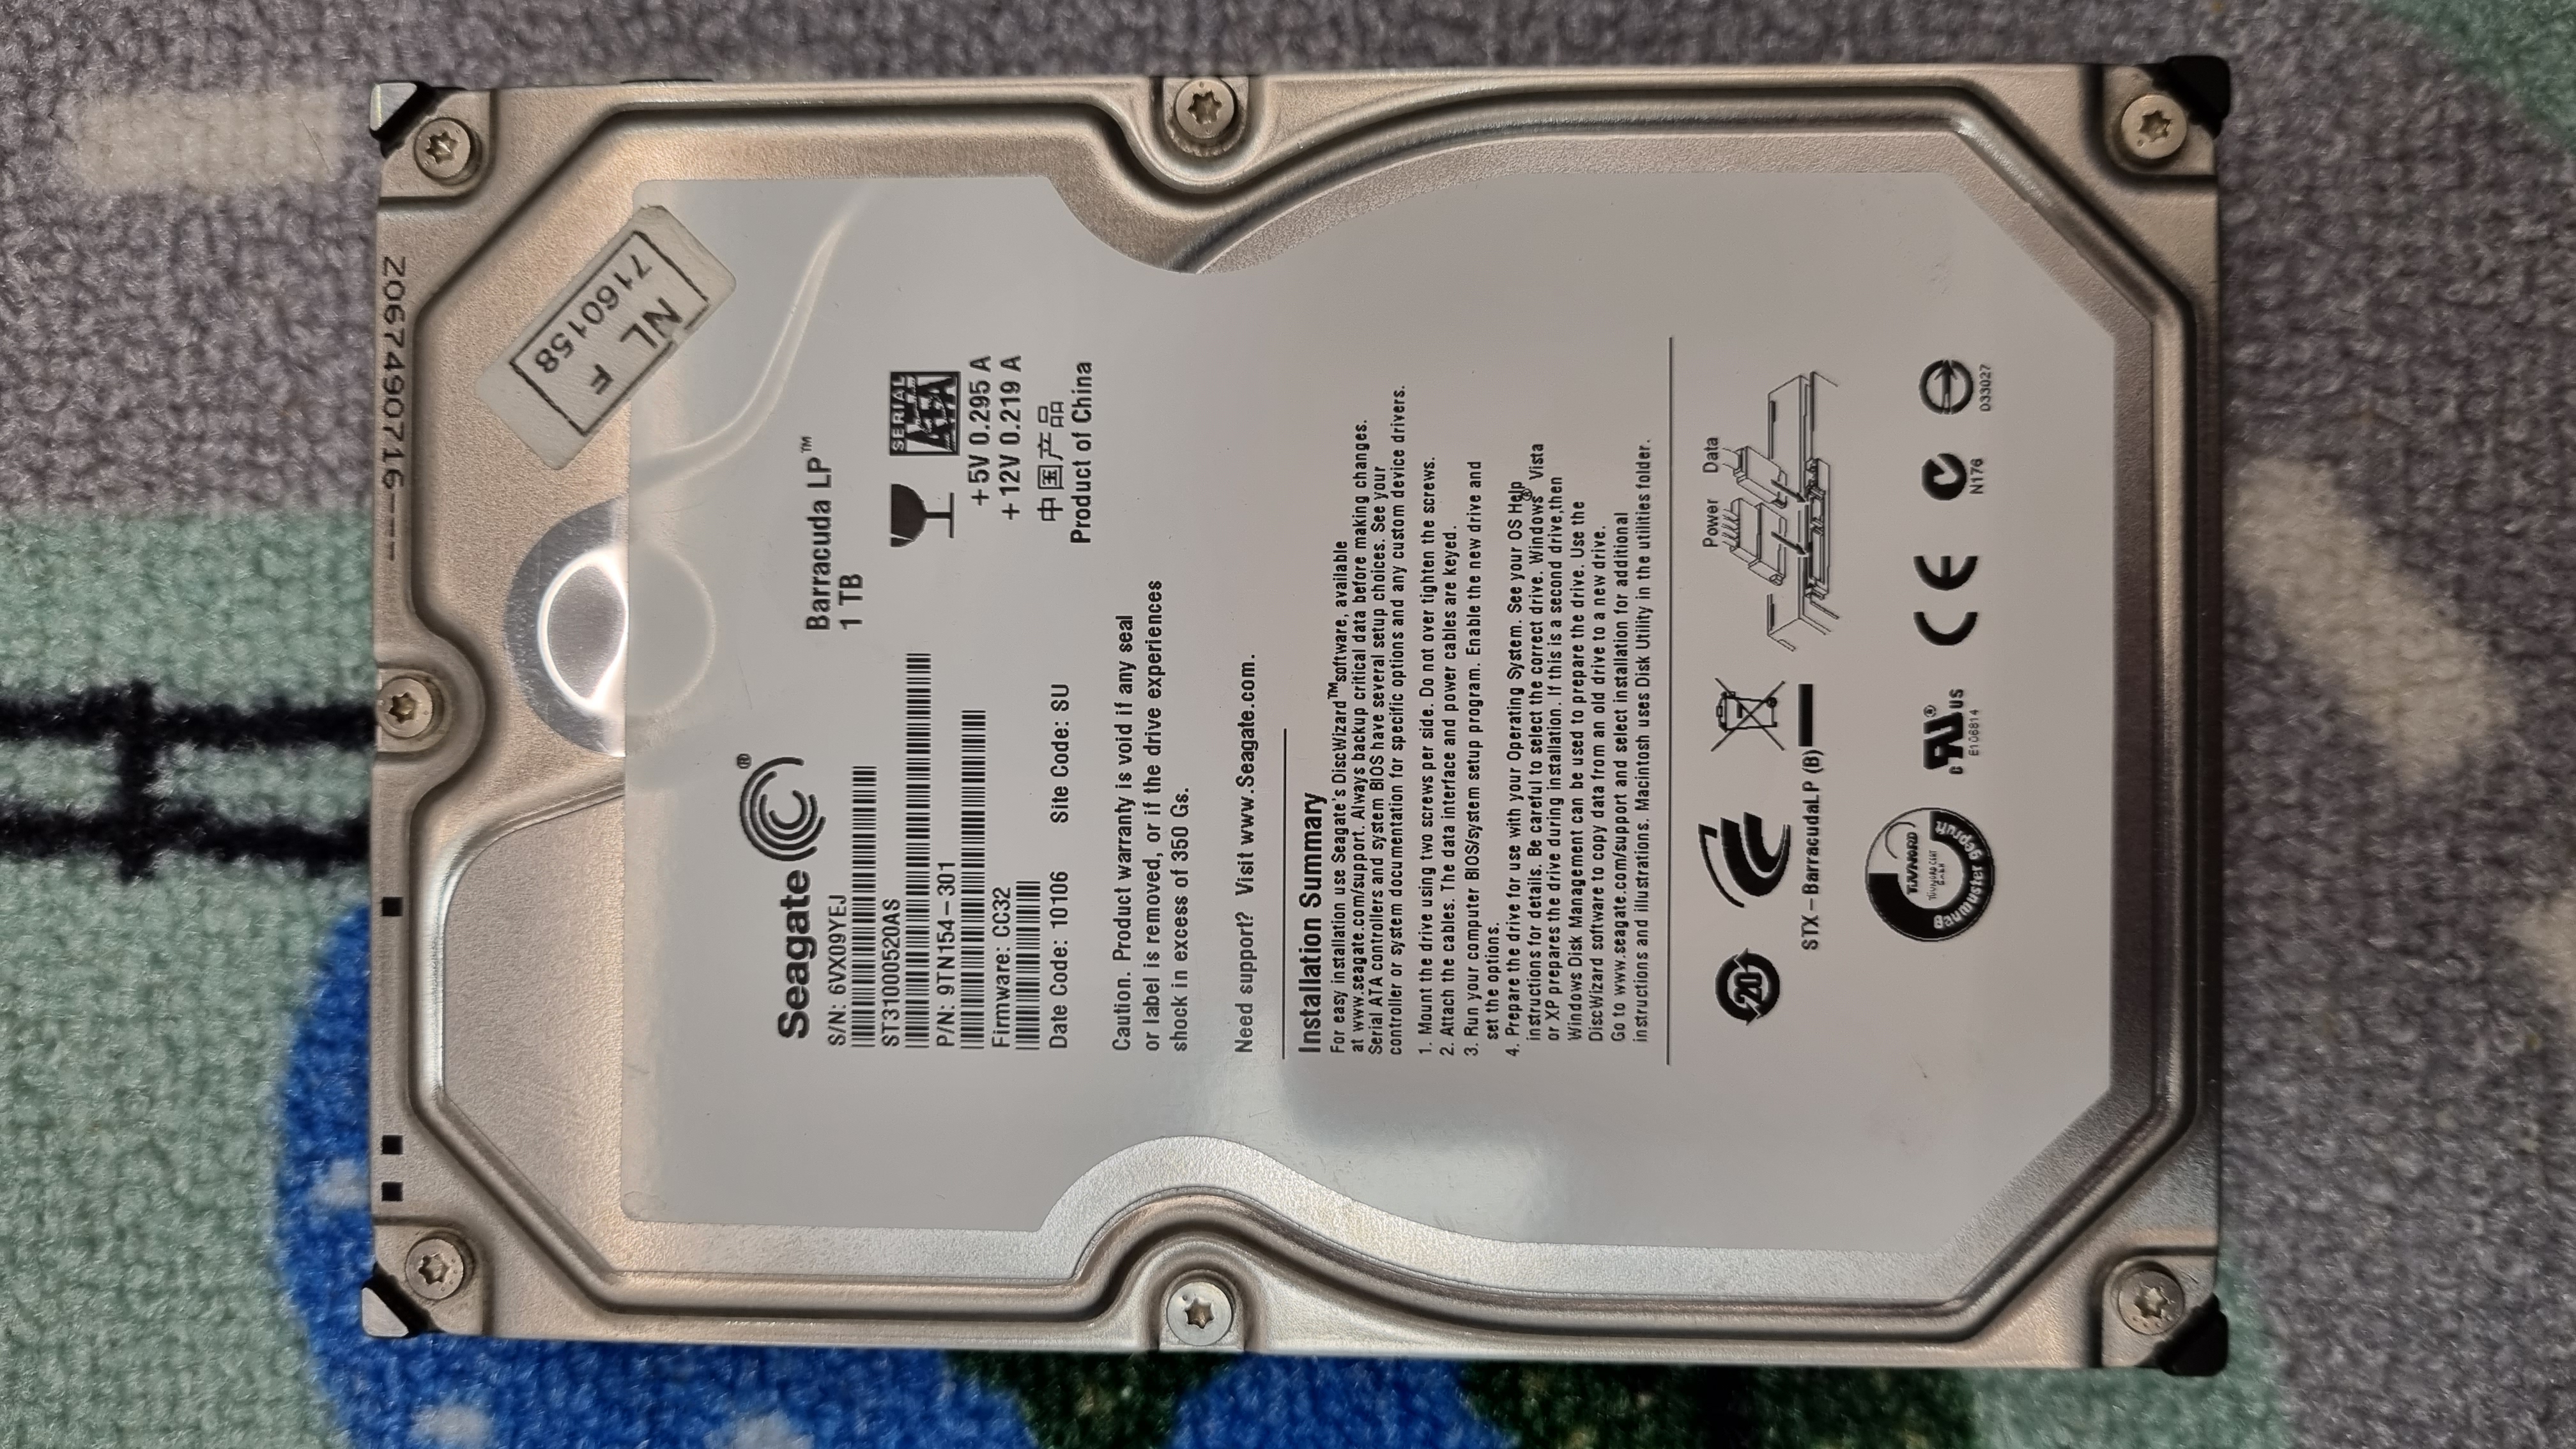 2067490716---
NL F
7160158
Seagate ®
S/N: 6VX09YEJ
ST31000520AS
P/N: 9TN154-301
Firmware: CC32
Date Code: 10106 Site Code: SU
Barracuda LP™
1 TB
SERIAL
ATA
+5V 0.295 A
+12V 0.219 A
中国产品
Product of China
Caution. Product warranty is void if any seal
or label is removed, or if the drive experiences
shock in excess of 350 Gs.
Need support? Visit www.Seagate.com.
Installation Summary
For easy installation use Seagate's DiscWizard™software, available
at www.seagate.com/support. Always backup critical data before making changes.
Serial ATA controllers and system BIOS have several setup choices. See your
controller or system documentation for specific options and any custom device drivers.
1. Mount the drive using two screws per side. Do not over tighten the screws.
2. Attach the cables. The data interface and power cables are keyed.
3. Run your computer BIOS/system setup program. Enable the new drive and
set the options.
4. Prepare the drive for use with your Operating System. See your OS Help
instructions for details. Be careful to select the correct drive. Windows® Vista
or XP prepares the drive during installation. If this is a second drive,then
Windows Disk Management can be used to prepare the drive. Use the
DiscWizard software to copy data from an old drive to a new drive.
Go to www.seagate.com/support and select installation for additional
instructions and illustrations. Macintosh uses Disk Utility in the utilities folder.
20
STX-BarracudaLP (B)
Power Data
TÜVNORD
TÜVNORD CERT
GmbH
Baumuster geprüft
C UR ® US
E106814
CE
N176
D33027